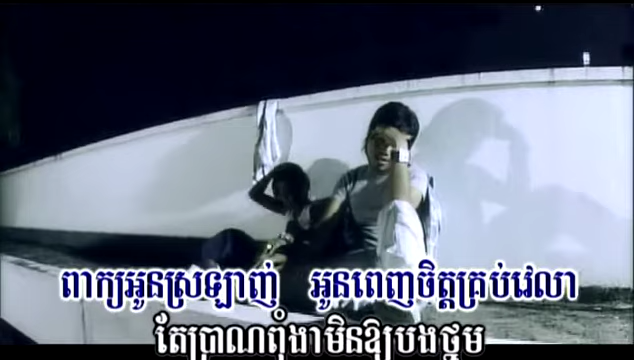 ពាក្យអូនស្រឡាញ់ អូនពេញចិត្តគ្រប់វេលា
តែប្រាណពុំងាមិនឱ្យបងថ្នម